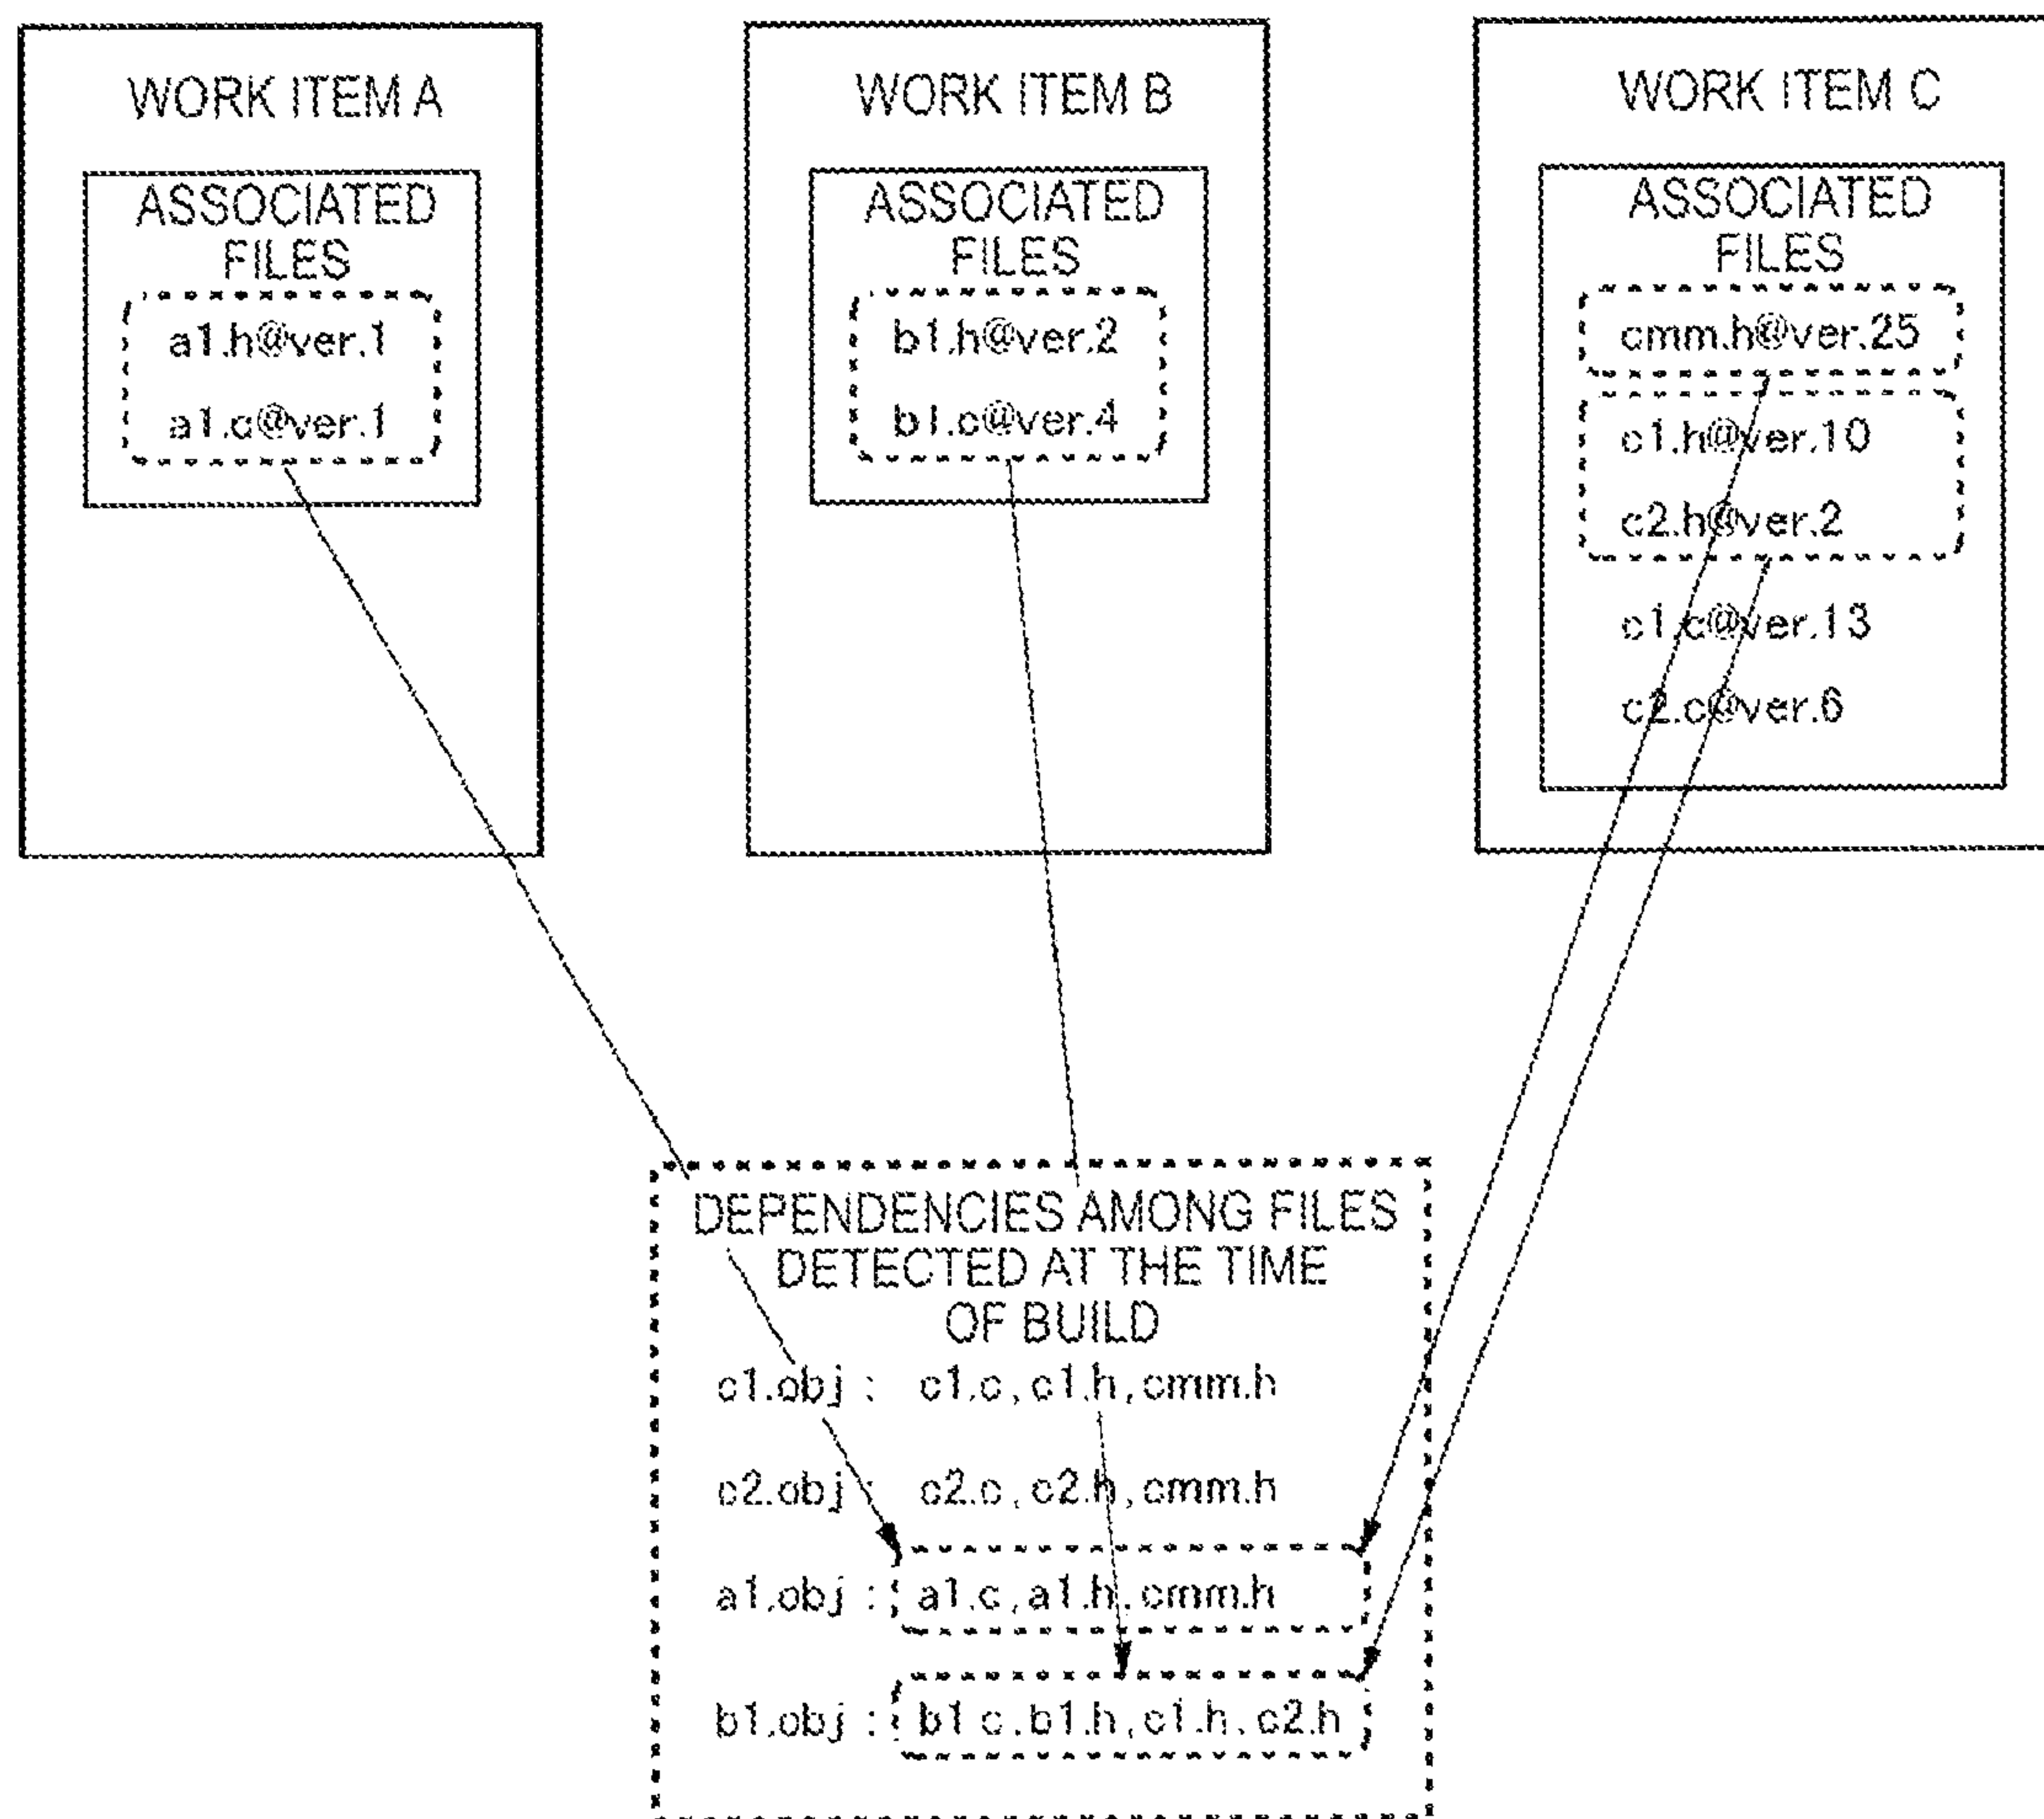 WORK ITEM A
ASSOCIATED
FILES
a1.h@ver.1
a1.c@ver.1
WORK ITEM B
ASSOCIATED
FILES
b1.h@ver.2
b1.c@ver.4
WORK ITEM C
ASSOCIATED
FILES
cmm.h@ver.25
c1.h@ver.10
c2.h@ver.2
c1.c@ver.13
c2.c@ver.6
DEPENDENCIES AMONG FILES
DETECTED AT THE TIME
OF BUILD
c1.obj : c1.c,c1.h,cmm.h
c2.obj : c2.c,c2.h,cmm.h
a1.obj : a1.c,a1.h,cmm.h
b1.obj : b1.c,b1.h,c1.h,c2.h